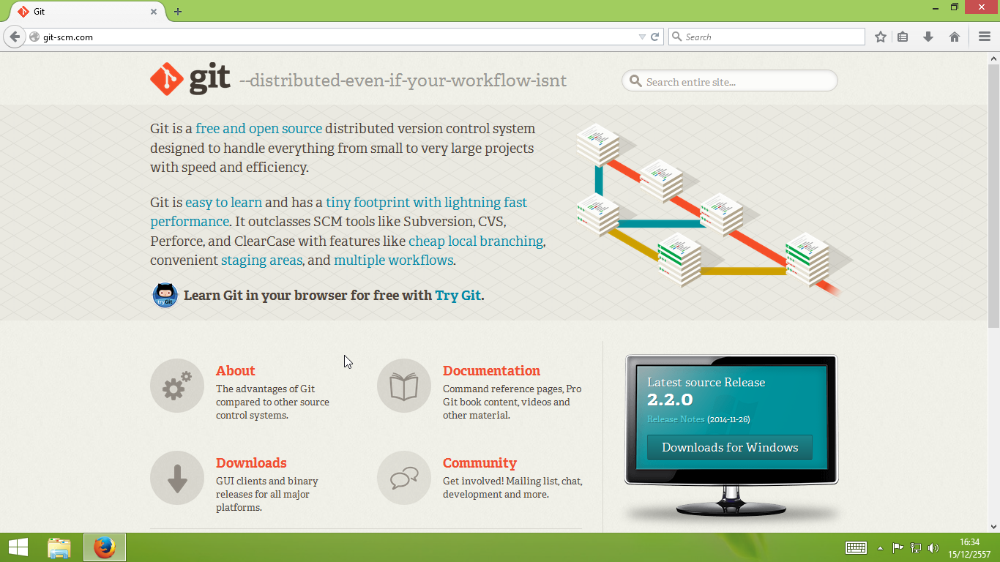 Git
git-scm.com
Search
git --distributed-even-if-your-workflow-isnt
Search entire site...
Git is a free and open source distributed version control system
designed to handle everything from small to very large projects
with speed and efficiency.
Git is easy to learn and has a tiny footprint with lightning fast
performance. It outclasses SCM tools like Subversion, CVS,
Perforce, and ClearCase with features like cheap local branching,
convenient staging areas, and multiple workflows.
tryGit
Learn Git in your browser for free with Try Git.
About
The advantages of Git
compared to other source
control systems.
Documentation
Command reference pages, Pro
Git book content, videos and
other material.
Downloads
GUI clients and binary
releases for all major
platforms.
Community
Get involved! Mailing list, chat,
development and more.
Latest source Release
2.2.0
Release Notes (2014-11-26)
Downloads for Windows
16:34
15/12/2557